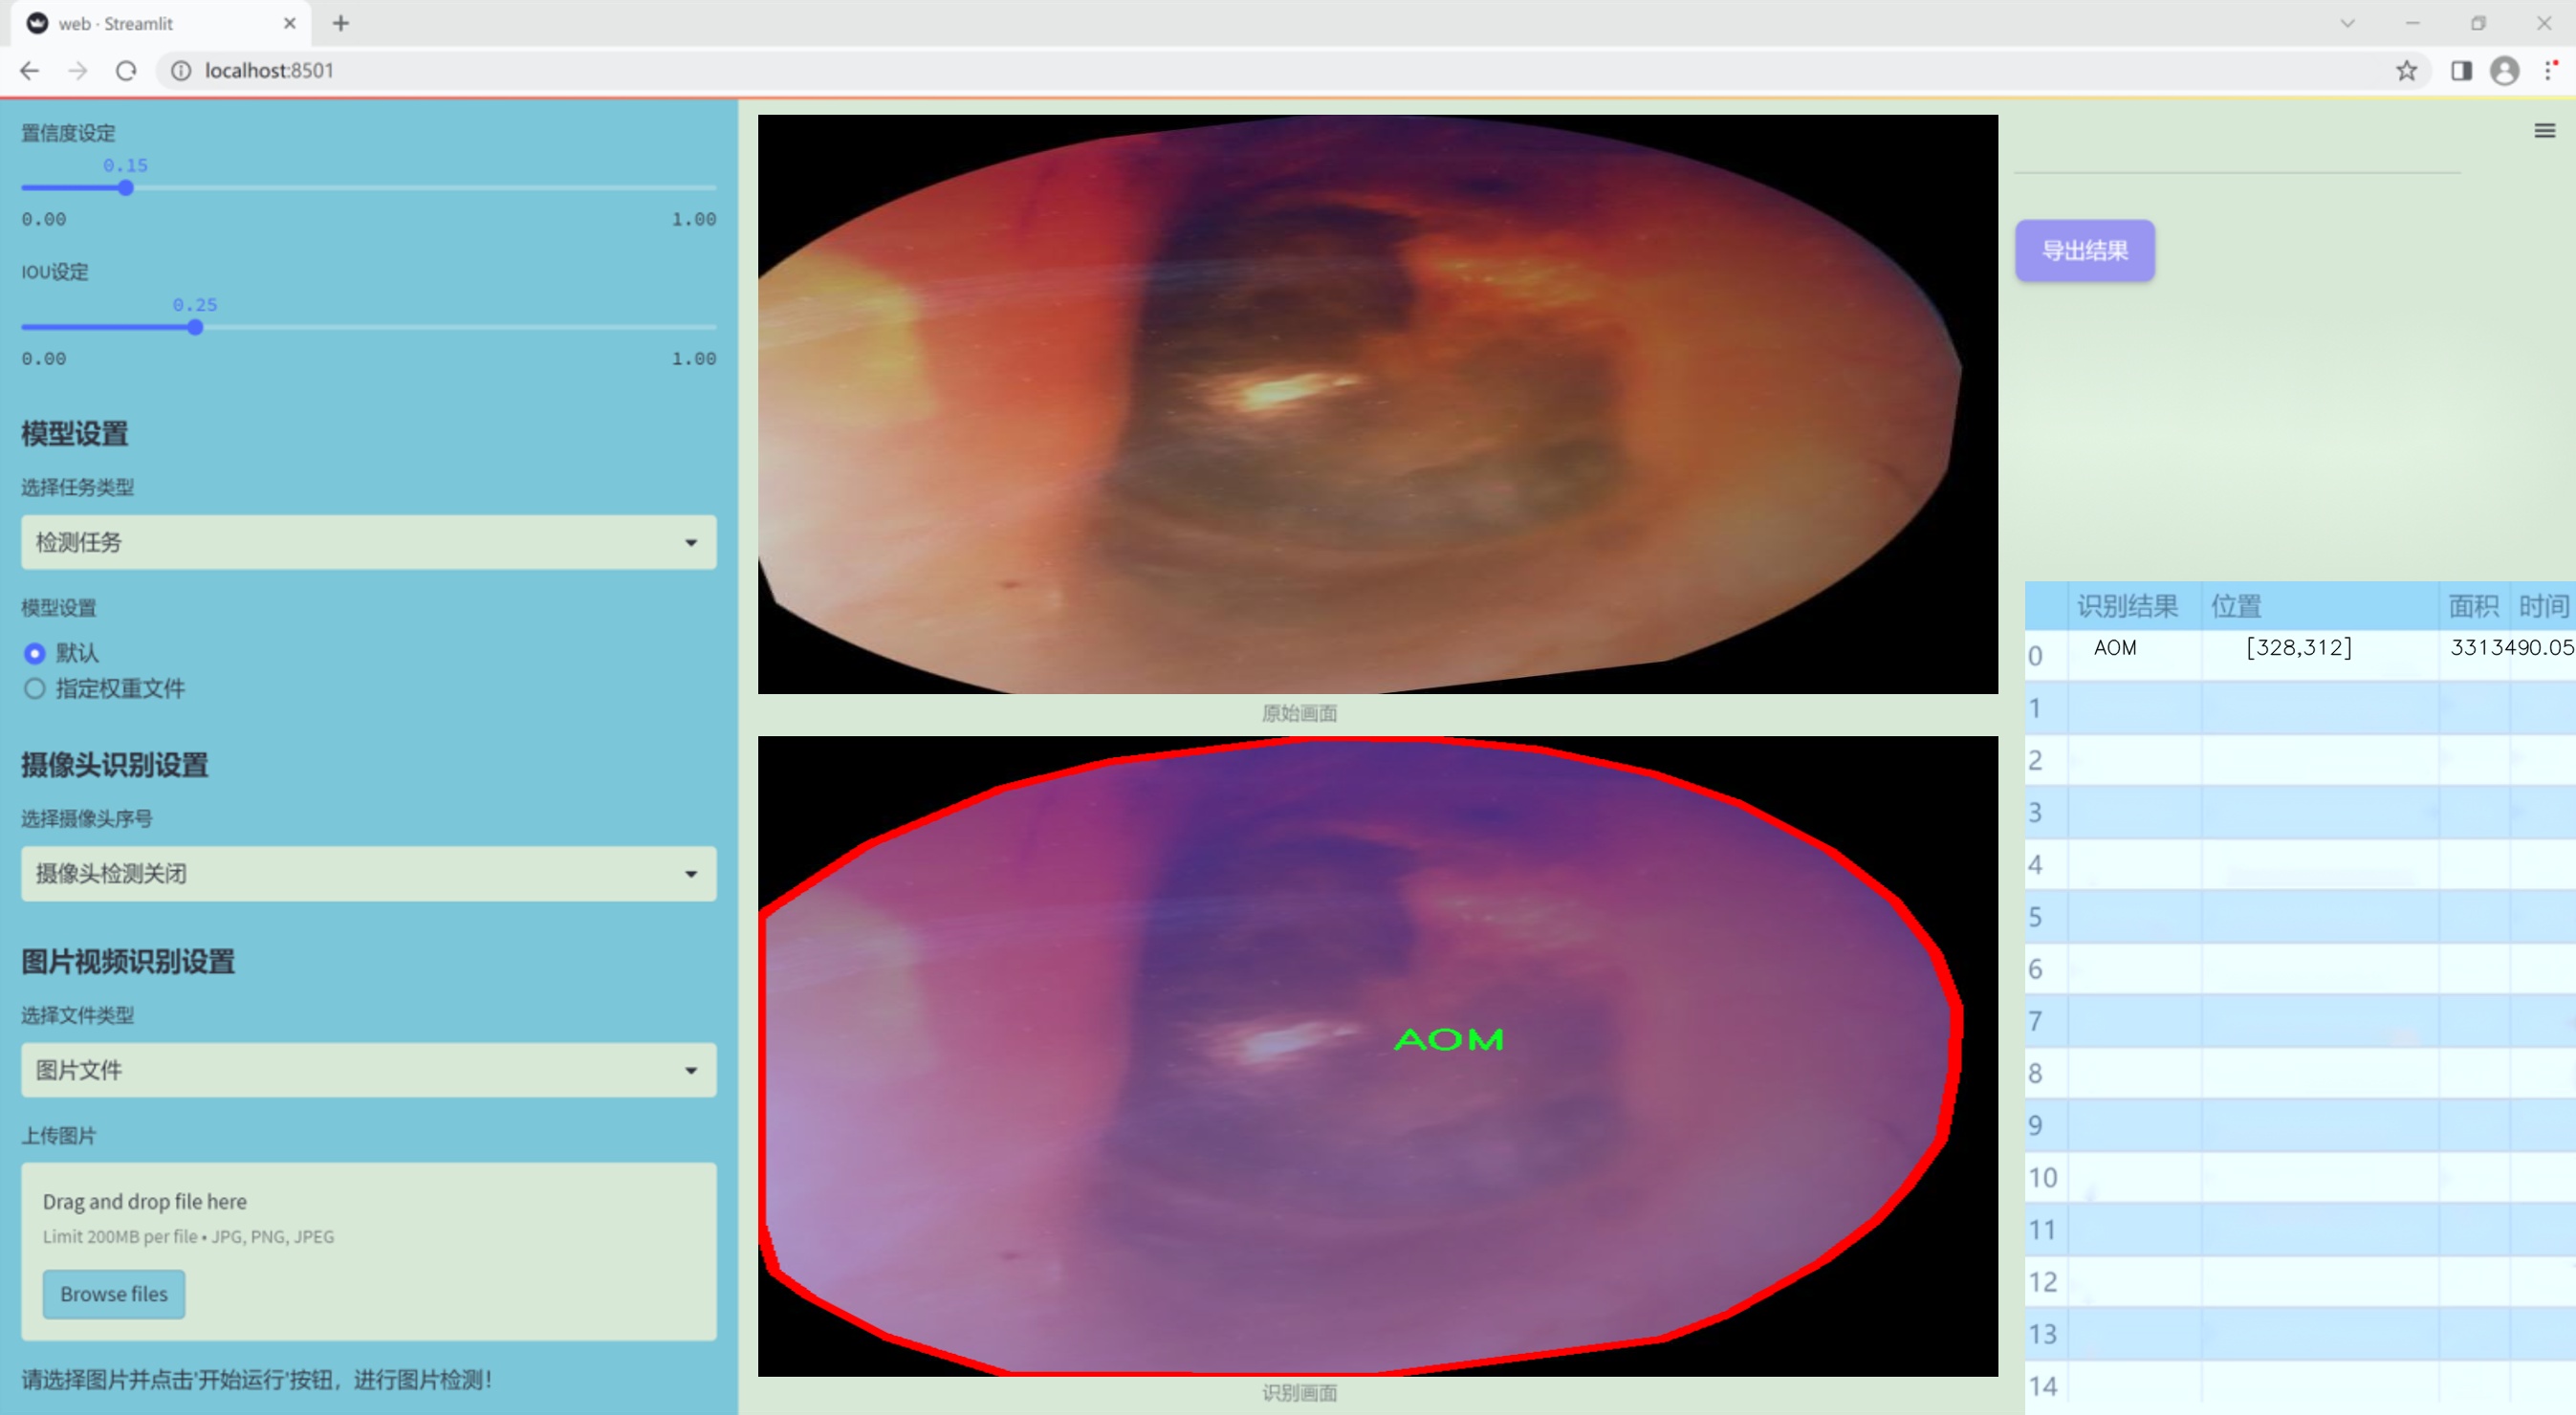 web · Streamlit
localhost:8501
置信度设定
0.15
0.00 1.00
IOU设定
0.25
0.00 1.00
模型设置
选择任务类型
检测任务
模型设置
默认
指定权重文件
摄像头识别设置
选择摄像头序号
摄像头检测关闭
图片视频识别设置
选择文件类型
图片文件
上传图片
Drag and drop file here
Limit 200MB per file • JPG, PNG, JPEG
Browse files
请选择图片并点击'开始运行'按钮，进行图片检测！
原始画面
AOM
识别画面
导出结果
识别结果 位置 面积 时间
0 AOM [328,312] 3313490.05
1
2
3
4
5
6
7
8
9
10
11
12
13
14